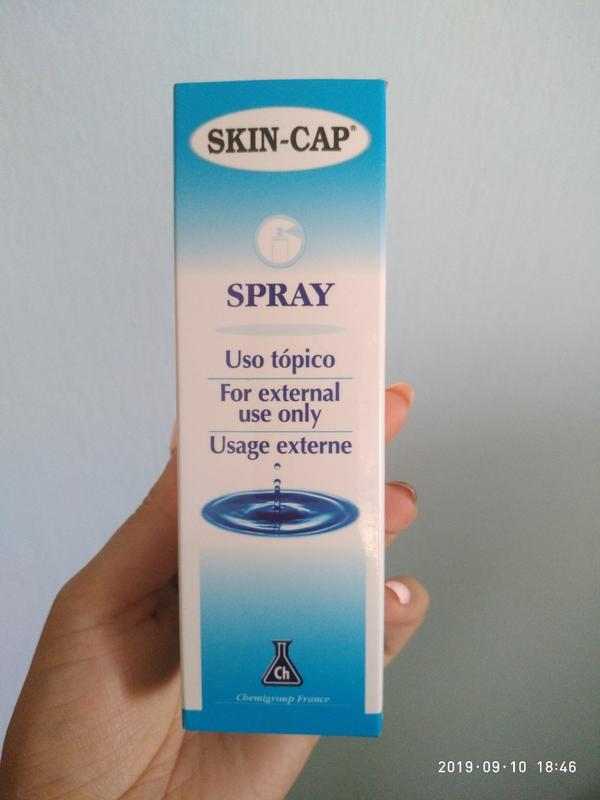 SKIN-CAP®
SPRAY
Uso tópico
For external
use only
Usage externe
Ch
Chemigroup France
2019·09·10 18:46